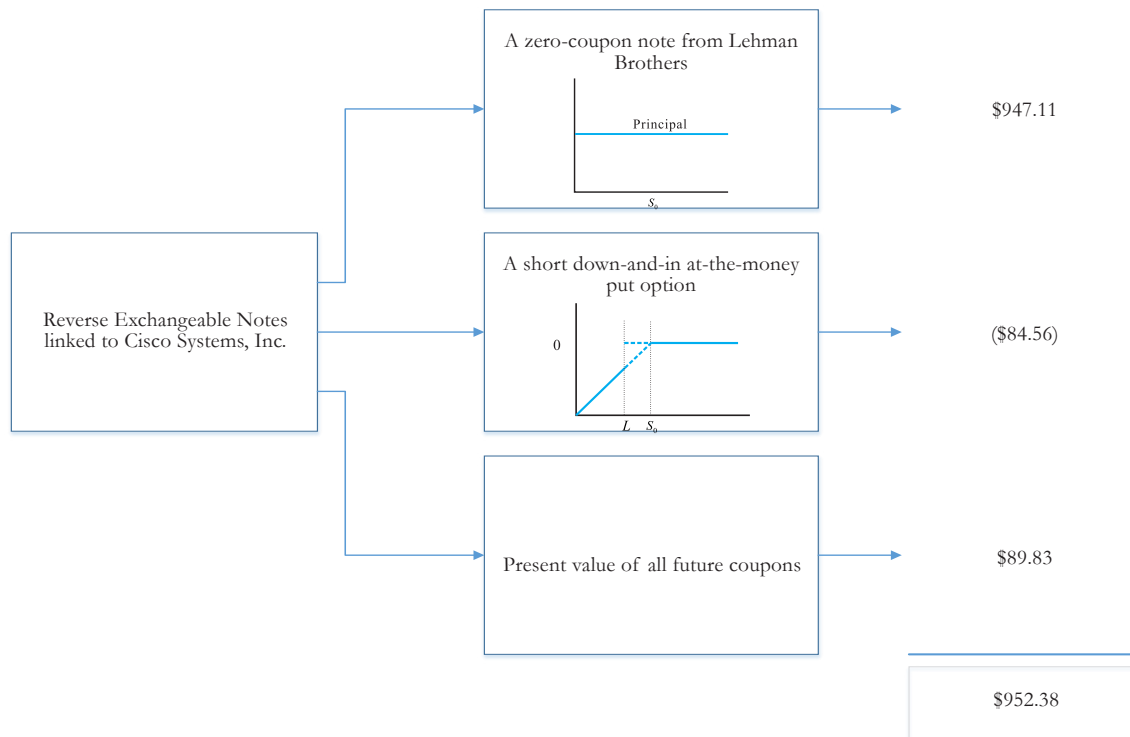 A zero-coupon note from Lehman
Brothers
Principal
S₀
$947.11
Reverse Exchangeable Notes
linked to Cisco Systems, Inc.
A short down-and-in at-the-money
put option
0
L S₀
($84.56)
Present value of all future coupons
$89.83
$952.38